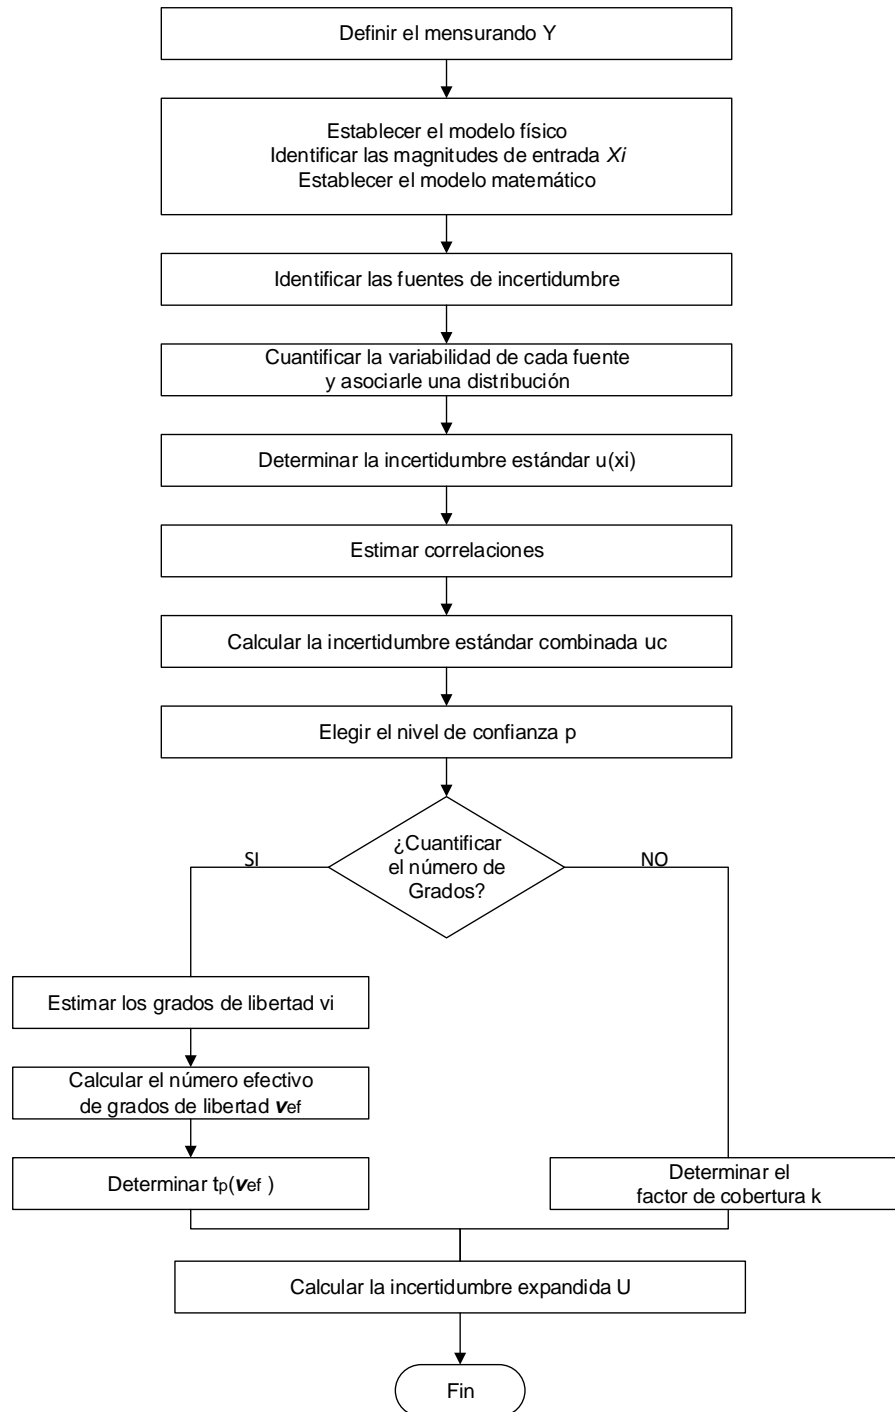 Definir el mensurando Y
Establecer el modelo físico
Identificar las magnitudes de entrada Xi
Establecer el modelo matemático
Identificar las fuentes de incertidumbre
Cuantificar la variabilidad de cada fuente
y asociarle una distribución
Determinar la incertidumbre estándar u(xi)
Estimar correlaciones
Calcular la incertidumbre estándar combinada uc
Elegir el nivel de confianza p
¿Cuantificar
el número de
Grados?
SI
NO
Estimar los grados de libertad vi
Calcular el número efectivo
de grados de libertad vef
Determinar tp(vef )
Determinar el
factor de cobertura k
Calcular la incertidumbre expandida U
Fin